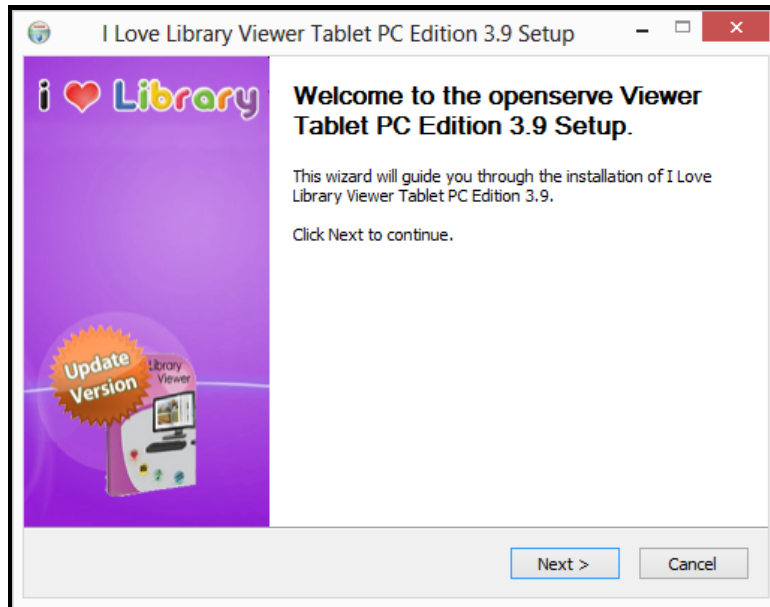 I Love Library Viewer Tablet PC Edition 3.9 Setup
i Library
Welcome to the openserve Viewer
Tablet PC Edition 3.9 Setup.
This wizard will guide you through the installation of I Love
Library Viewer Tablet PC Edition 3.9.
Click Next to continue.
Update
Version
Library
Viewer
Next >
Cancel